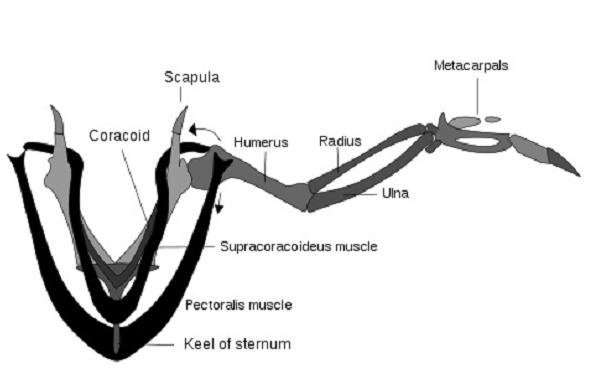 Metacarpals
Scapula
Coracoid
Humerus
Radius
Ulna
Supracoracoideus muscle
Pectoralis muscle
Keel of sternum